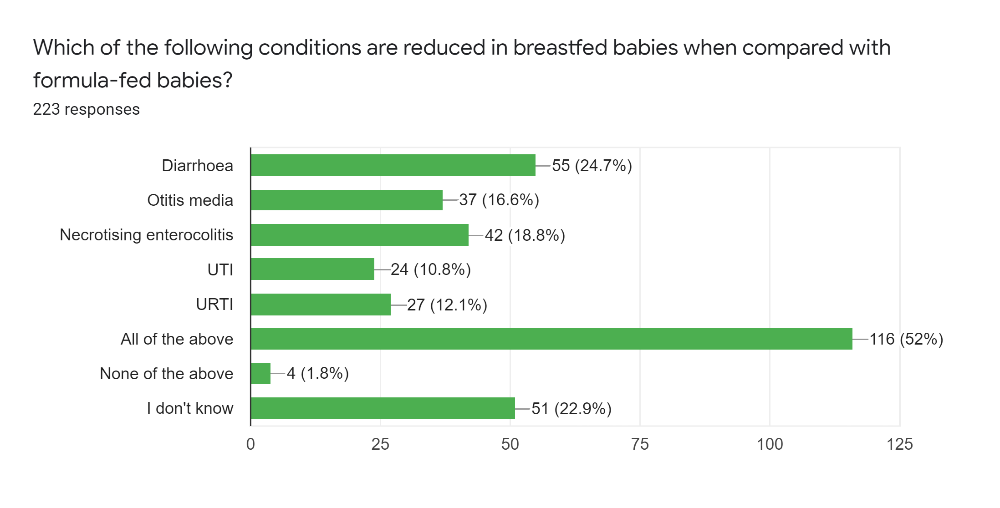 Which of the following conditions are reduced in breastfed babies when compared with
formula-fed babies?
223 responses
Diarrhoea 55 (24.7%)
Otitis media 37 (16.6%)
Necrotising enterocolitis 42 (18.8%)
UTI 24 (10.8%)
URTI 27 (12.1%)
All of the above 116 (52%)
None of the above 4 (1.8%)
I don't know 51 (22.9%)
0 25 50 75 100 125